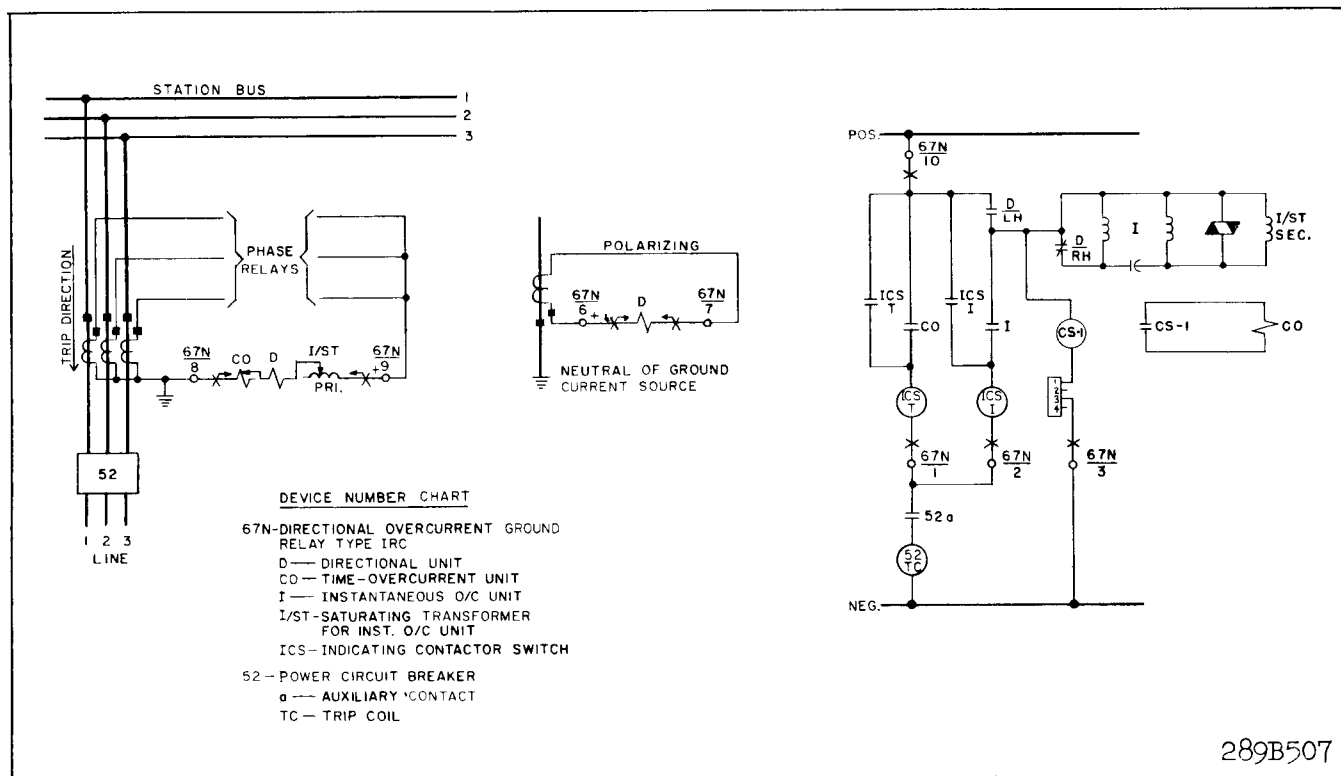 STATION BUS
1
2
3
TRIP DIRECTION
PHASE
RELAYS
67N
8
CO
D
I/ST
PRI.
67N
+9
52
1 2 3
LINE
POLARIZING
67N
6 +
D
67N
7
NEUTRAL OF GROUND
CURRENT SOURCE
DEVICE NUMBER CHART
67N-DIRECTIONAL OVERCURRENT GROUND
RELAY TYPE IRC
D — DIRECTIONAL UNIT
CO — TIME-OVERCURRENT UNIT
I — INSTANTANEOUS O/C UNIT
I/ST-SATURATING TRANSFORMER
FOR INST. O/C UNIT
ICS-INDICATING CONTACTOR SWITCH
52 - POWER CIRCUIT BREAKER
a — AUXILIARY CONTACT
TC — TRIP COIL
POS.
67N
10
D
LH
D
RH
I
I/ST
SEC.
ICS
T
CO
ICS
I
I
CS-1
CS-1
CO
ICS
T
ICS
I
1
2
3
4
67N
1
67N
2
67N
3
52a
52
TC
NEG.
289B507